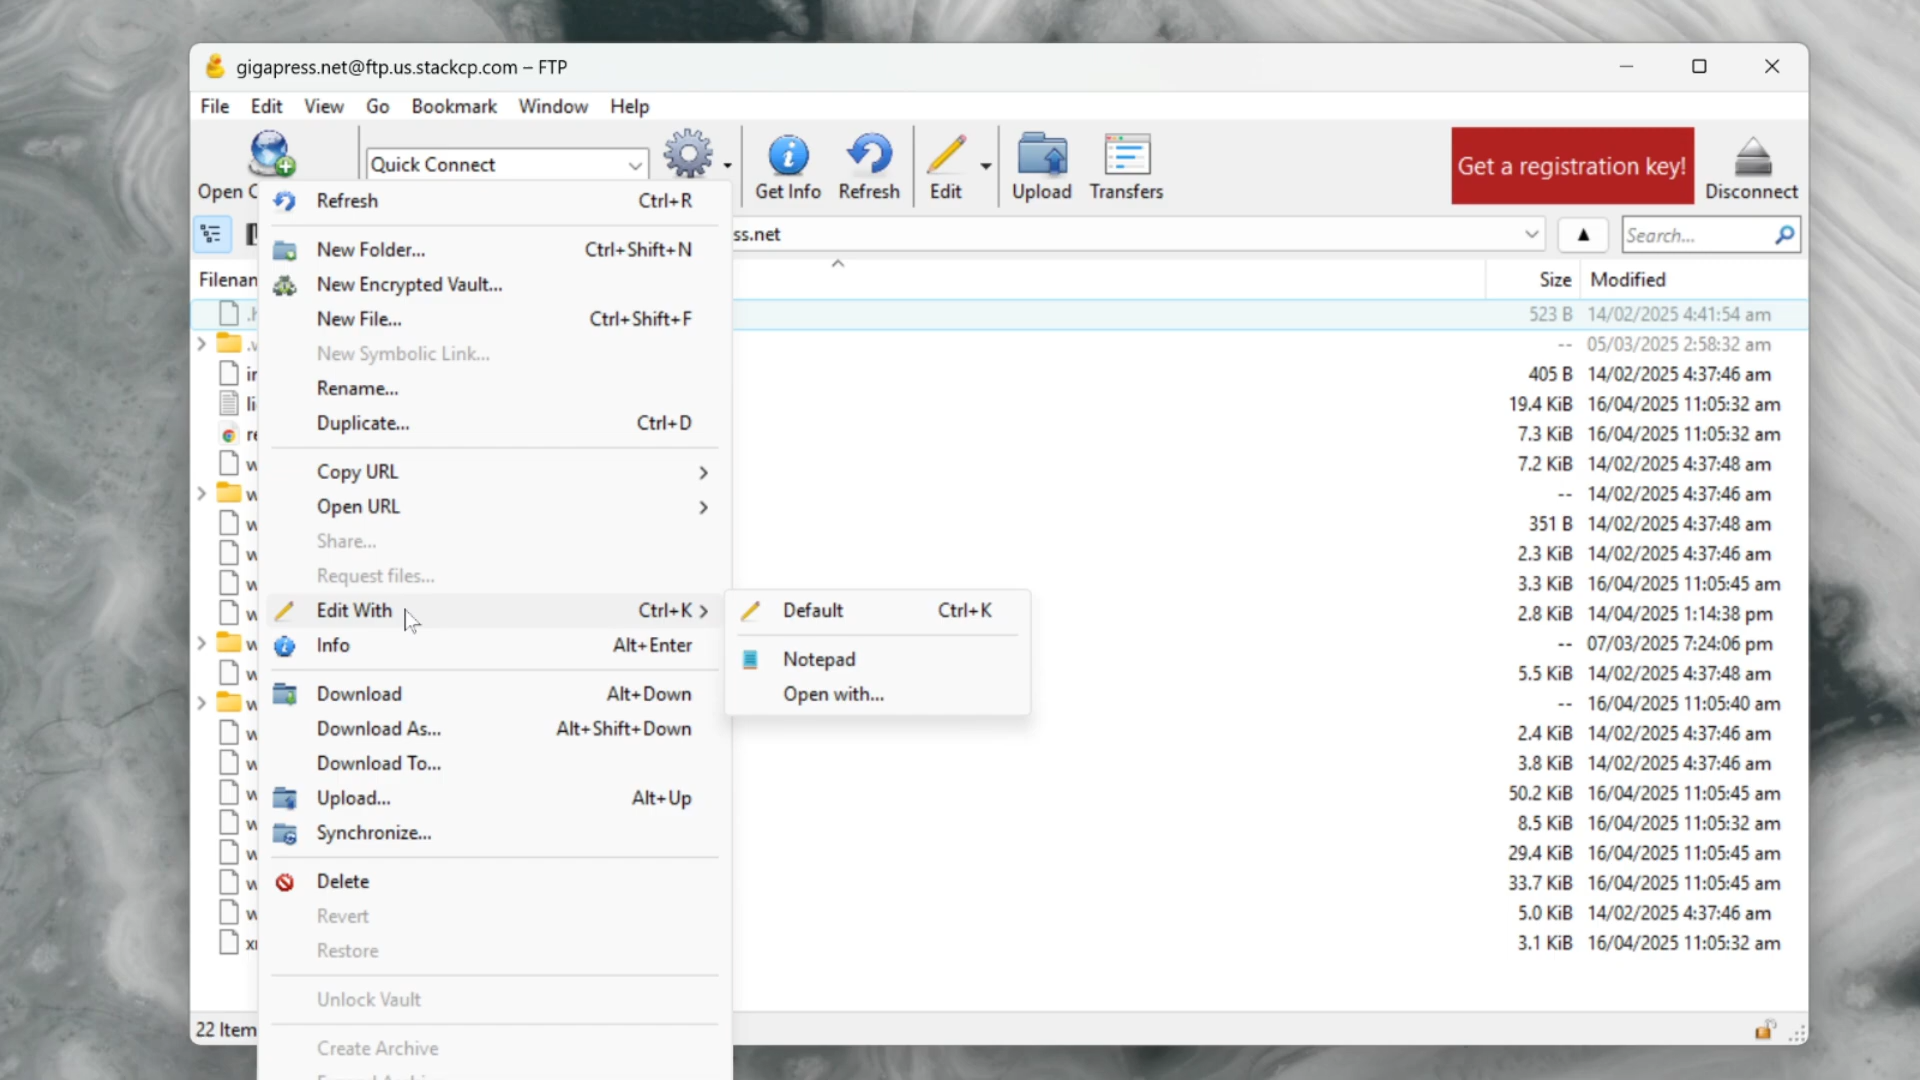 gigapress.net@ftp.us.stackcp.com – FTP
File Edit View Go Bookmark Window Help
Quick Connect
Open C
Get Info
Refresh
Edit
Upload
Transfers
Get a registration key!
Disconnect
ss.net
Search...
Filenam
Size
Modified
Refresh Ctrl+R
New Folder... Ctrl+Shift+N
New Encrypted Vault...
New File... Ctrl+Shift+F
New Symbolic Link...
Rename...
Duplicate... Ctrl+D
Copy URL
Open URL
Share...
Request files...
Edit With Ctrl+K
Info Alt+Enter
Download Alt+Down
Download As... Alt+Shift+Down
Download To...
Upload... Alt+Up
Synchronize...
Delete
Revert
Restore
Unlock Vault
Create Archive
Default Ctrl+K
Notepad
Open with...
523 B 14/02/2025 4:41:54 am
-- 05/03/2025 2:58:32 am
405 B 14/02/2025 4:37:46 am
19.4 KiB 16/04/2025 11:05:32 am
7.3 KiB 16/04/2025 11:05:32 am
7.2 KiB 14/02/2025 4:37:48 am
-- 14/02/2025 4:37:46 am
351 B 14/02/2025 4:37:48 am
2.3 KiB 14/02/2025 4:37:46 am
3.3 KiB 16/04/2025 11:05:45 am
2.8 KiB 14/04/2025 1:14:38 pm
-- 07/03/2025 7:24:06 pm
5.5 KiB 14/02/2025 4:37:48 am
-- 16/04/2025 11:05:40 am
2.4 KiB 14/02/2025 4:37:46 am
3.8 KiB 14/02/2025 4:37:46 am
50.2 KiB 16/04/2025 11:05:45 am
8.5 KiB 16/04/2025 11:05:32 am
29.4 KiB 16/04/2025 11:05:45 am
33.7 KiB 16/04/2025 11:05:45 am
5.0 KiB 14/02/2025 4:37:46 am
3.1 KiB 16/04/2025 11:05:32 am
22 Item